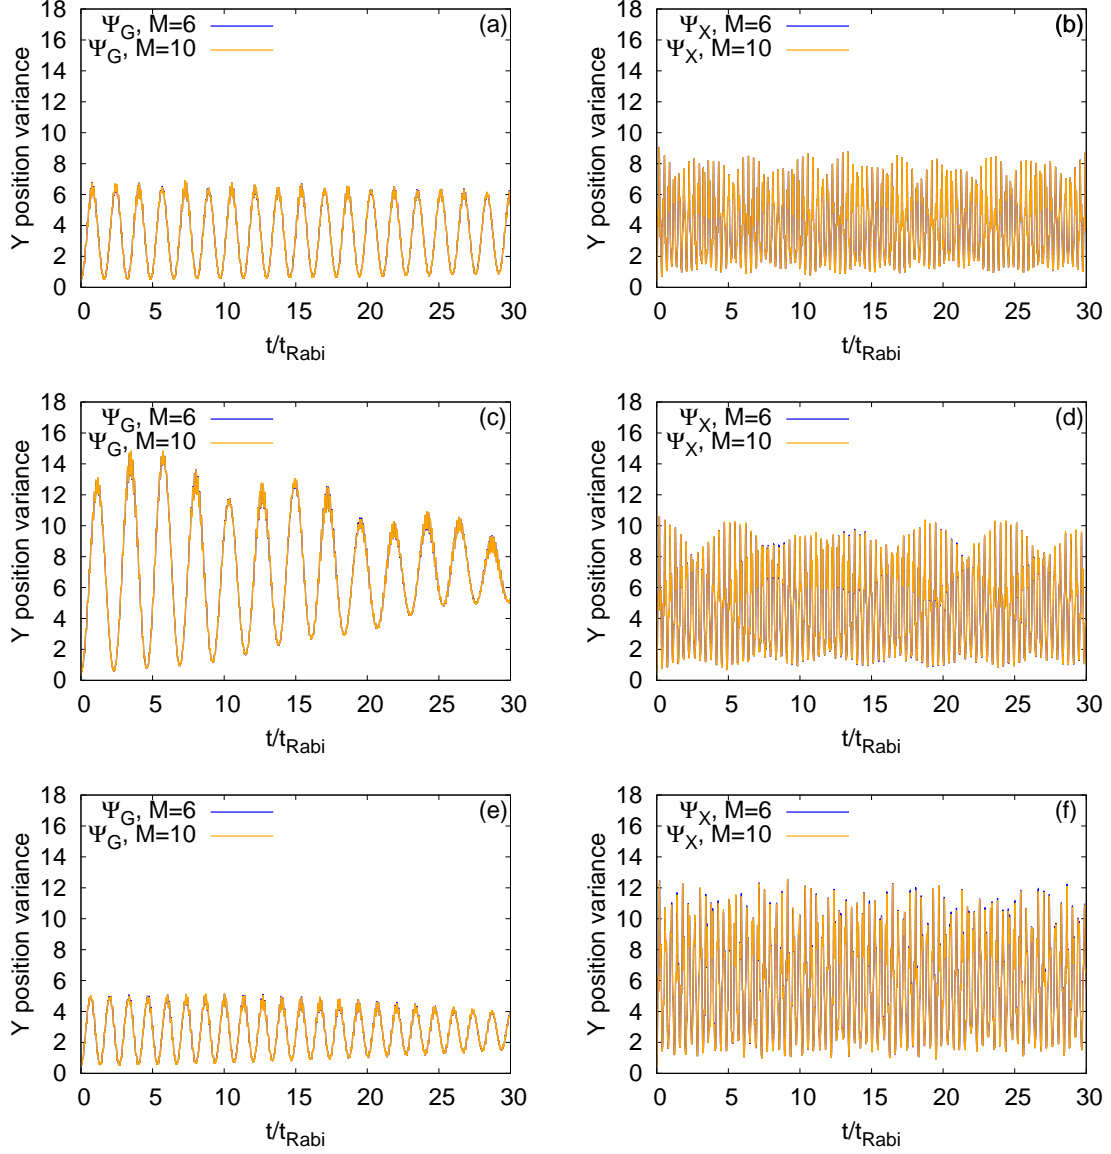 Ψ_G, M=6
Ψ_G, M=10
(a)
Y position variance
18
16
14
12
10
8
6
4
2
0
0 5 10 15 20 25 30
t/t_Rabi
Ψ_X, M=6
Ψ_X, M=10
(b)
Y position variance
18
16
14
12
10
8
6
4
2
0
0 5 10 15 20 25 30
t/t_Rabi
Ψ_G, M=6
Ψ_G, M=10
(c)
Y position variance
18
16
14
12
10
8
6
4
2
0
0 5 10 15 20 25 30
t/t_Rabi
Ψ_X, M=6
Ψ_X, M=10
(d)
Y position variance
18
16
14
12
10
8
6
4
2
0
0 5 10 15 20 25 30
t/t_Rabi
Ψ_G, M=6
Ψ_G, M=10
(e)
Y position variance
18
16
14
12
10
8
6
4
2
0
0 5 10 15 20 25 30
t/t_Rabi
Ψ_X, M=6
Ψ_X, M=10
(f)
Y position variance
18
16
14
12
10
8
6
4
2
0
0 5 10 15 20 25 30
t/t_Rabi